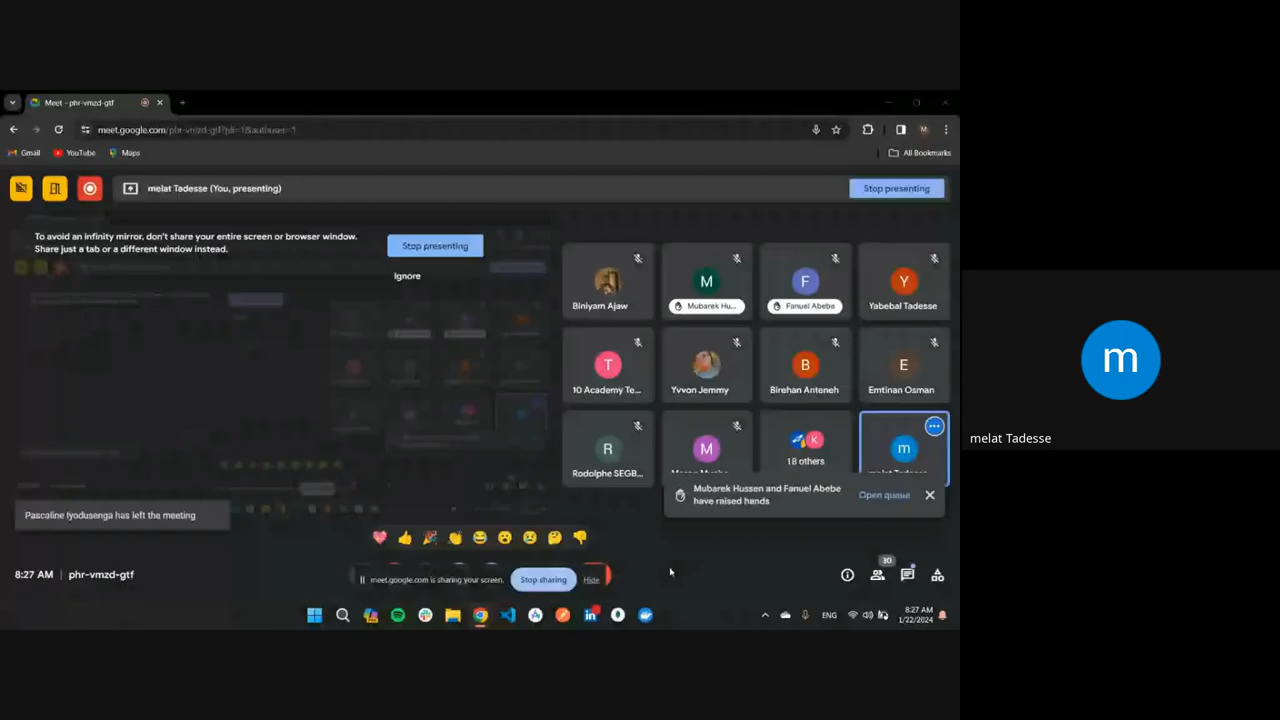 Meet - phr-vmzd-gtf
meet.google.com/phr-vmzd-gtf?pli=1&authuser=1
M
Gmail
YouTube
Maps
All Bookmarks
melat Tadesse (You, presenting)
Stop presenting
To avoid an infinity mirror, don't share your entire screen or browser window.
Share just a tab or a different window instead.
Stop presenting
Ignore
Biniyam Ajaw
M
Mubarek Hu...
F
Fanuel Abebe
Y
Yabebal Tadesse
T
10 Academy Te...
Yvvon Jemmy
B
Birehan Anteneh
E
Emtinan Osman
R
Rodolphe SEGB...
M
K
18 others
m
melat Tadesse
Mubarek Hussen and Fanuel Abebe
have raised hands
Open queue
Pascaline Iyodusenga has left the meeting
8:27 AM | phr-vmzd-gtf
meet.google.com is sharing your screen.
Stop sharing
Hide
30
ENG
8:27 AM
1/22/2024
m
melat Tadesse